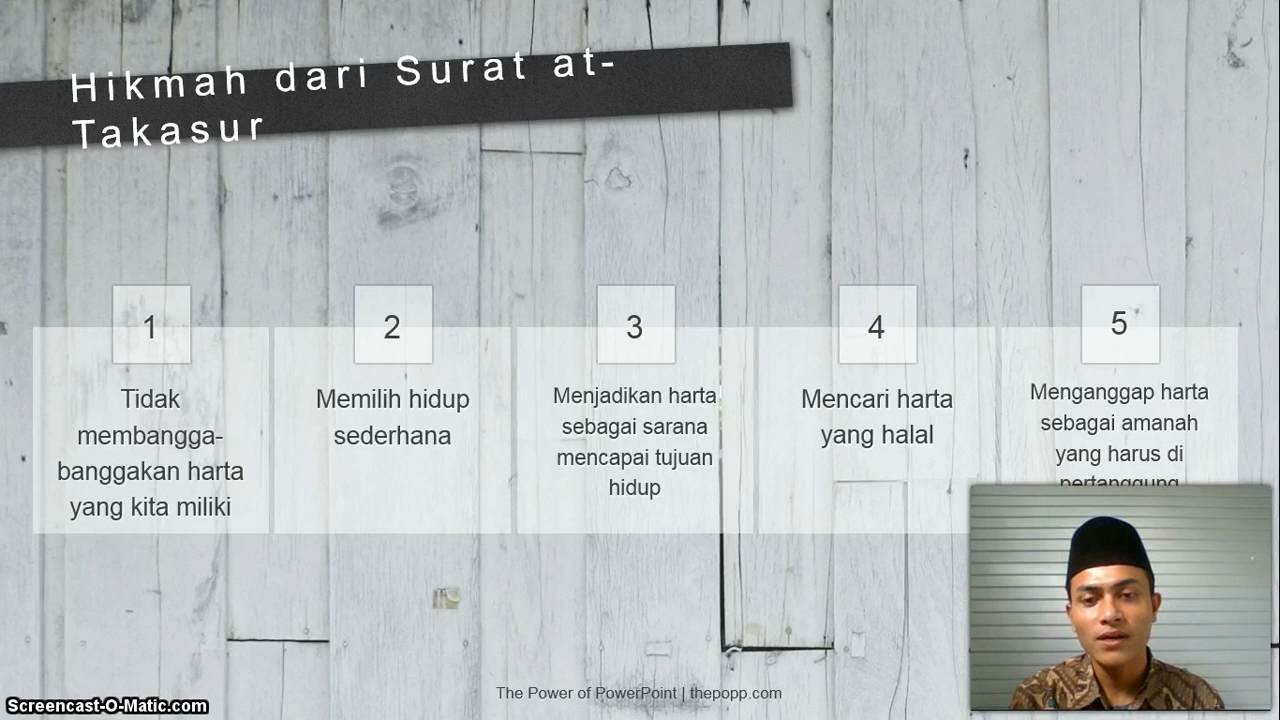 Hikmah dari Surat at-
Takasur
1
Tidak
membangga-
banggakan harta
yang kita miliki
2
Memilih hidup
sederhana
3
Menjadikan harta
sebagai sarana
mencapai tujuan
hidup
4
Mencari harta
yang halal
5
Menganggap harta
sebagai amanah
yang harus di
pertanggung
The Power of PowerPoint | thepopp.com
Screencast-O-Matic.com